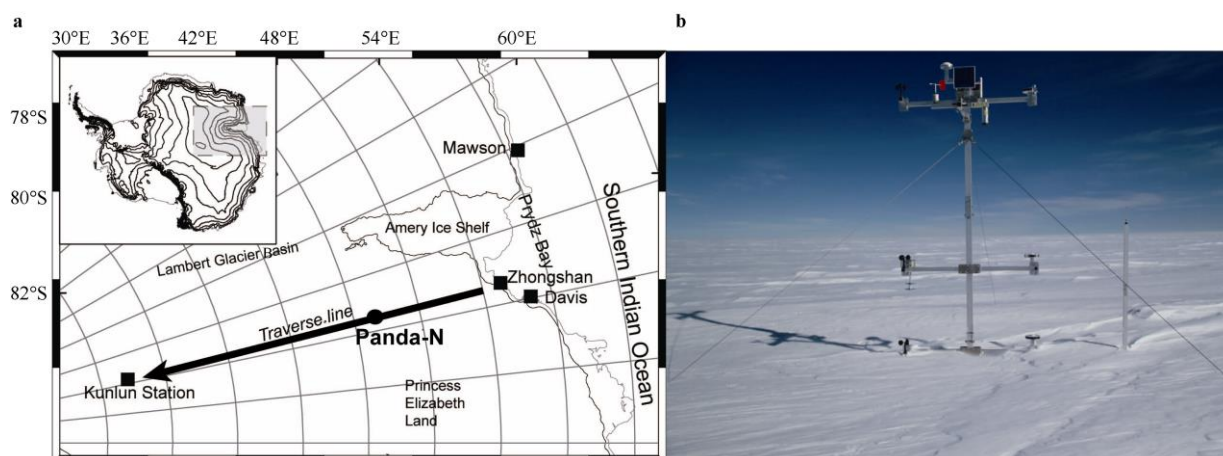 a
b
30°E 36°E 42°E 48°E 54°E 60°E
78°S
80°S
82°S
Mawson
Amery Ice Shelf
Prydz Bay
Southern Indian Ocean
Lambert Glacier Basin
Zhongshan
Davis
Traverse.line
Panda-N
Kunlun Station
Princess
Elizabeth
Land